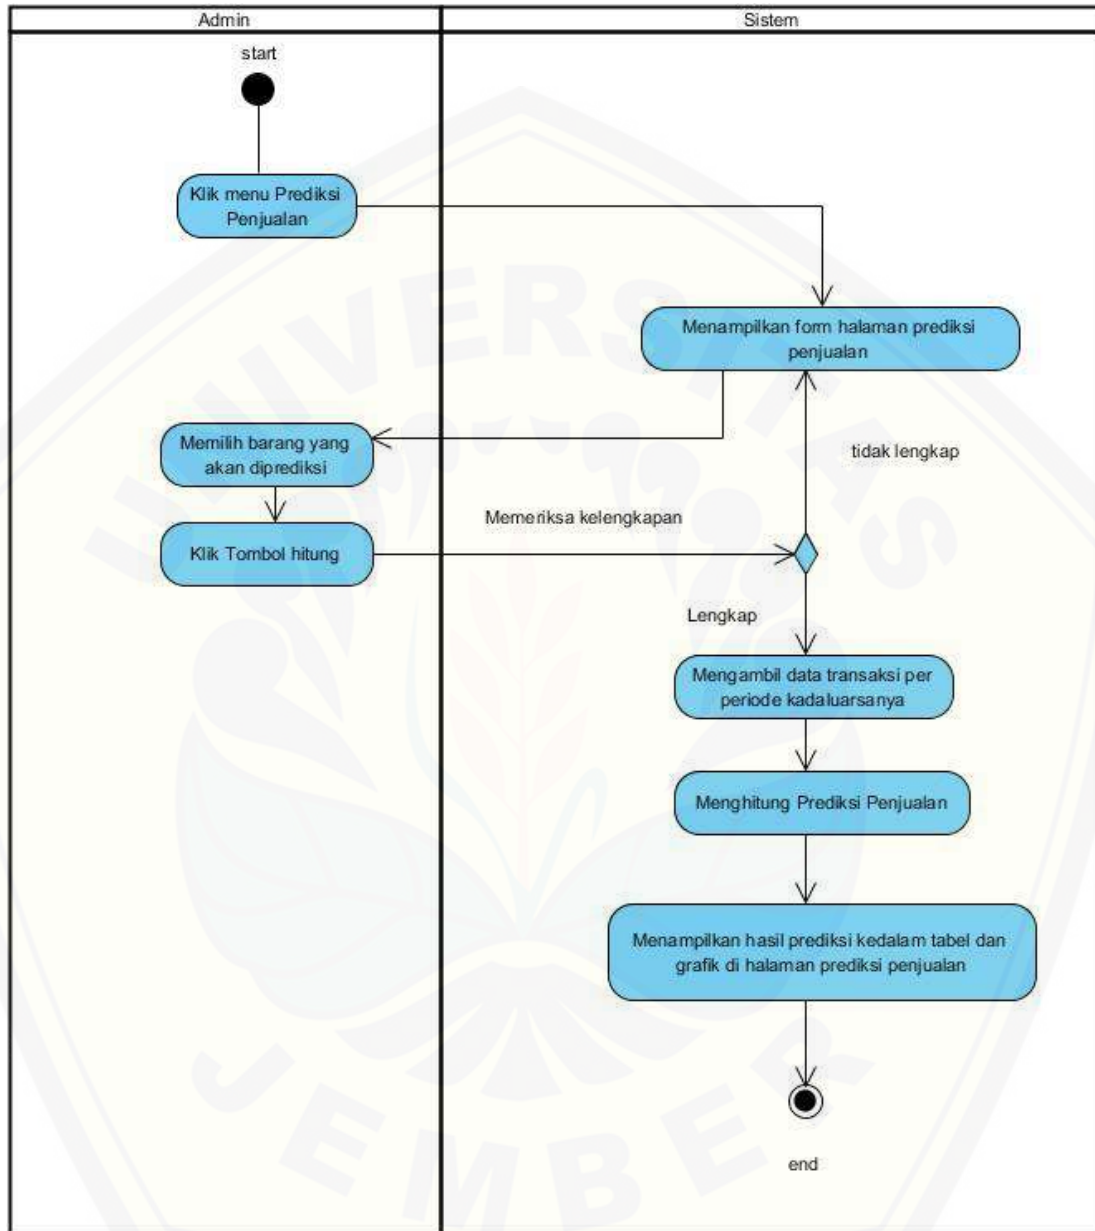 Admin
Sistem
start
Klik menu Prediksi
Penjualan
Menampilkan form halaman prediksi
penjualan
Memilih barang yang
akan diprediksi
tidak lengkap
Klik Tombol hitung
Memeriksa kelengkapan
Lengkap
Mengambil data transaksi per
periode kadaluarsanya
Menghitung Prediksi Penjualan
Menampilkan hasil prediksi kedalam tabel dan
grafik di halaman prediksi penjualan
end
UNIVERSITAS
JEMBER